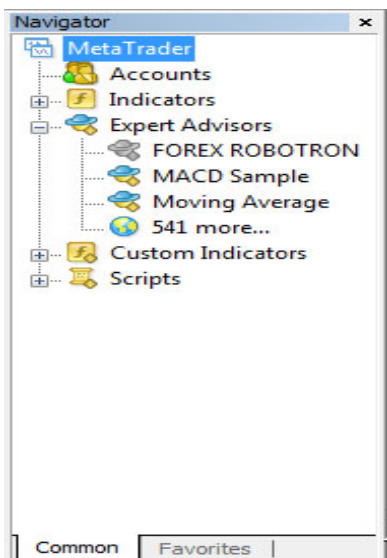 Navigator
MetaTrader
Accounts
Indicators
Expert Advisors
FOREX ROBOTRON
MACD Sample
Moving Average
541 more...
Custom Indicators
Scripts
Common Favorites